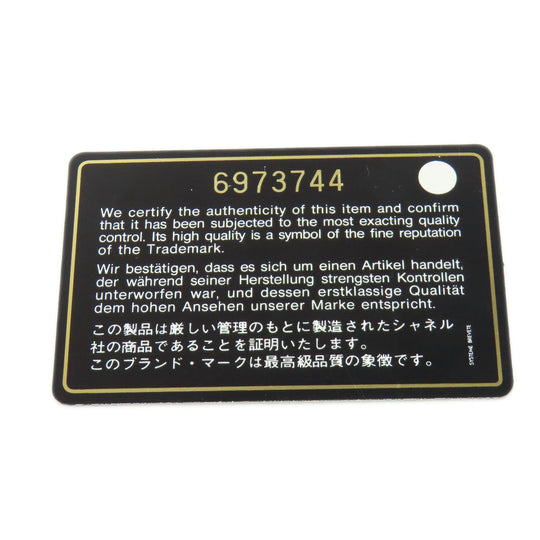 6973744
We certify the authenticity of this item and confirm
that it has been subjected to the most exacting quality
control. Its high quality is a symbol of the fine reputation
of the Trademark.
Wir bestätigen, dass es sich um einen Artikel handelt,
der während seiner Herstellung strengsten Kontrollen
unterworfen war, und dessen erstklassige Qualität
dem hohen Ansehen unserer Marke entspricht.
この製品は厳しい管理のもとに製造されたシャネル
社の商品であることを証明いたします。
このブランド・マークは最高級品質の象徴です。
SYSTEME BREVETE